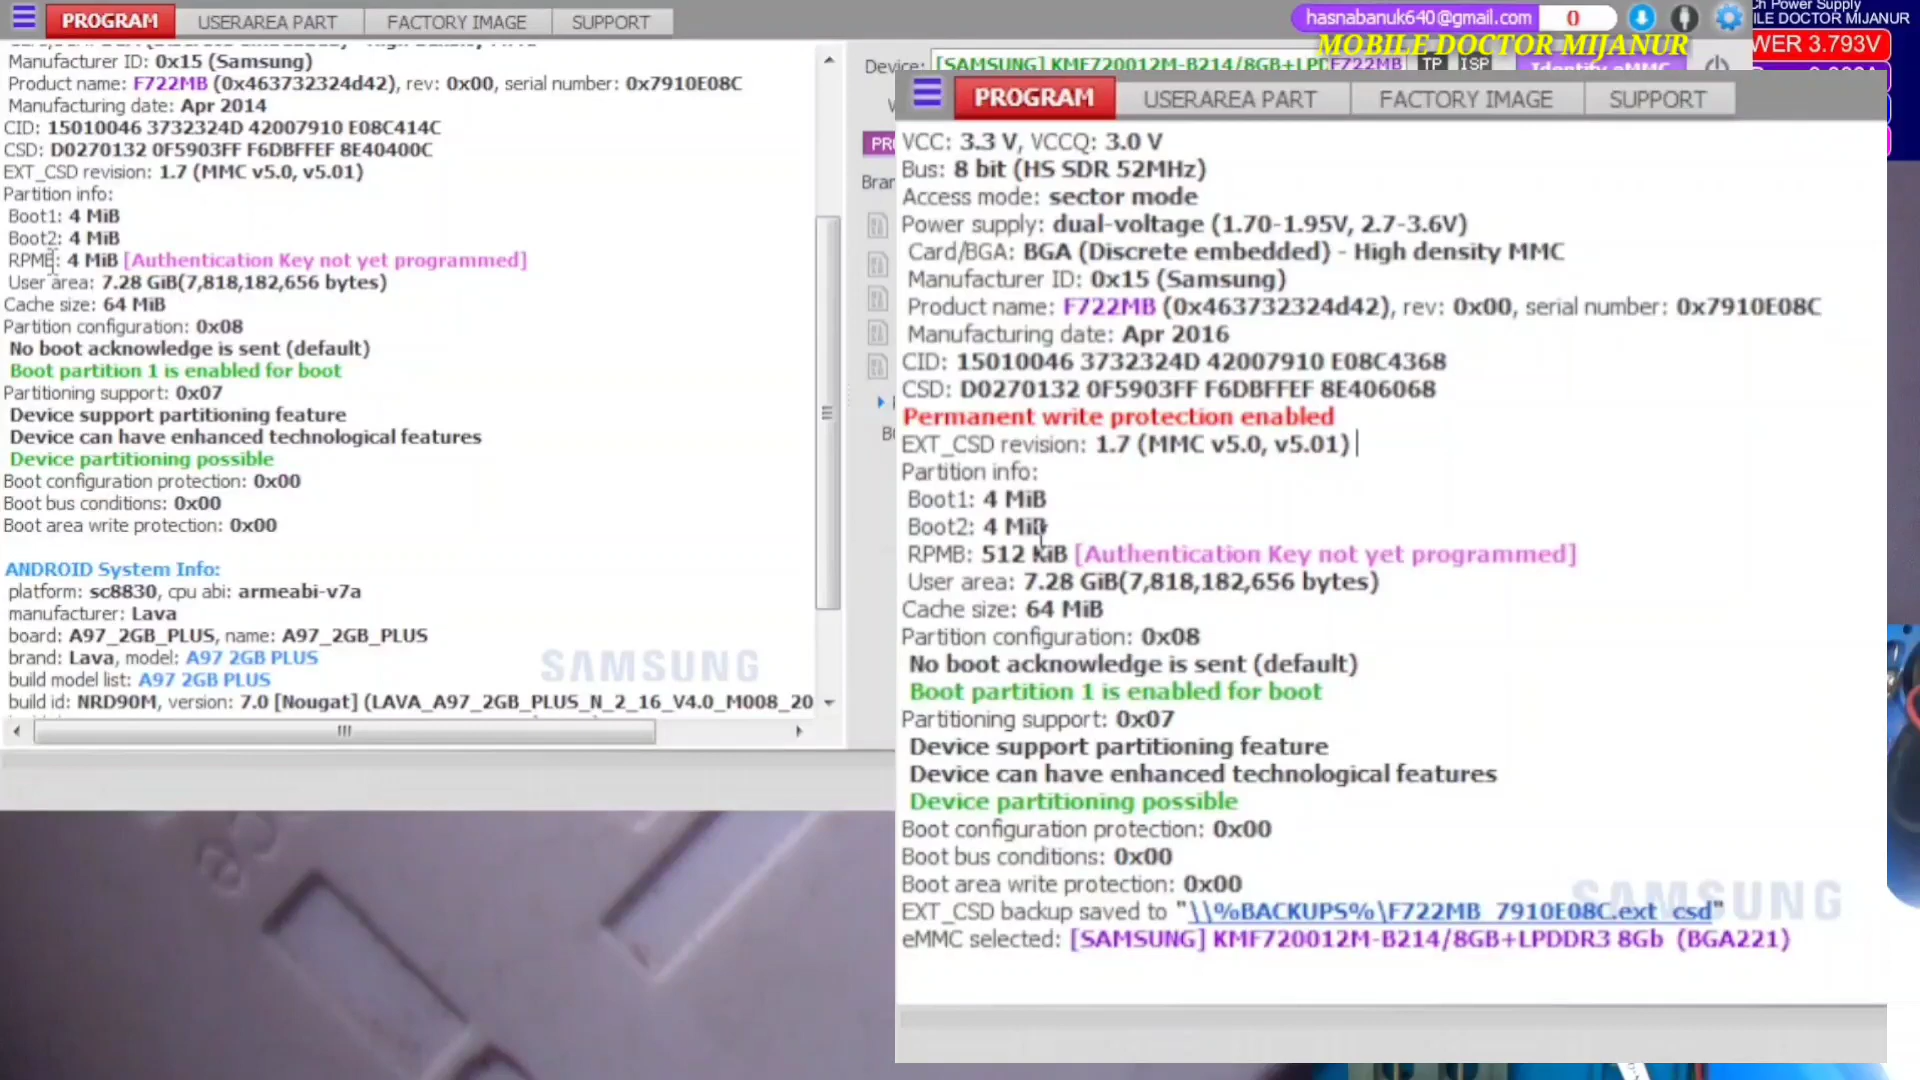 PROGRAM USERAREA PART FACTORY IMAGE SUPPORT
Manufacturer ID: 0x15 (Samsung)
Product name: F722MB (0x463732324d42), rev: 0x00, serial number: 0x7910E08C
Manufacturing date: Apr 2014
CID: 15010046 3732324D 42007910 E08C414C
CSD: D0270132 0F5903FF F6DBFFEF 8E40400C
EXT_CSD revision: 1.7 (MMC v5.0, v5.01)
Partition info:
Boot1: 4 MiB
Boot2: 4 MiB
RPMB: 4 MiB [Authentication Key not yet programmed]
User area: 7.28 GiB(7,818,182,656 bytes)
Cache size: 64 MiB
Partition configuration: 0x08
No boot acknowledge is sent (default)
Boot partition 1 is enabled for boot
Partitioning support: 0x07
Device support partitioning feature
Device can have enhanced technological features
Device partitioning possible
Boot configuration protection: 0x00
Boot bus conditions: 0x00
Boot area write protection: 0x00
ANDROID System Info:
platform: sc8830, cpu abi: armeabi-v7a
manufacturer: Lava
board: A97_2GB_PLUS, name: A97_2GB_PLUS
brand: Lava, model: A97 2GB PLUS
build model list: A97 2GB PLUS
build id: NRD90M, version: 7.0 [Nougat] (LAVA_A97_2GB_PLUS_N_2_16_V4.0_M008_20
SAMSUNG
hasnabanuk640@gmail.com 0
Power Supply
MOBILE DOCTOR MIJANUR
ILE DOCTOR MIJANUR
WER 3.793V
Device: [SAMSUNG] KMF720012M-B214/8GB+LPD F722MB TP ISP
Identify eMMC
PROGRAM USERAREA PART FACTORY IMAGE SUPPORT
VCC: 3.3 V, VCCQ: 3.0 V
Bus: 8 bit (HS SDR 52MHz)
Access mode: sector mode
Power supply: dual-voltage (1.70-1.95V, 2.7-3.6V)
Card/BGA: BGA (Discrete embedded) - High density MMC
Manufacturer ID: 0x15 (Samsung)
Product name: F722MB (0x463732324d42), rev: 0x00, serial number: 0x7910E08C
Manufacturing date: Apr 2016
CID: 15010046 3732324D 42007910 E08C4368
CSD: D0270132 0F5903FF F6DBFFEF 8E406068
Permanent write protection enabled
EXT_CSD revision: 1.7 (MMC v5.0, v5.01)
Partition info:
Boot1: 4 MiB
Boot2: 4 MiB
RPMB: 512 KiB [Authentication Key not yet programmed]
User area: 7.28 GiB(7,818,182,656 bytes)
Cache size: 64 MiB
Partition configuration: 0x08
No boot acknowledge is sent (default)
Boot partition 1 is enabled for boot
Partitioning support: 0x07
Device support partitioning feature
Device can have enhanced technological features
Device partitioning possible
Boot configuration protection: 0x00
Boot bus conditions: 0x00
Boot area write protection: 0x00
EXT_CSD backup saved to "\\%BACKUPS%\F722MB_7910E08C.ext_csd"
eMMC selected: [SAMSUNG] KMF720012M-B214/8GB+LPDDR3 8Gb (BGA221)
SAMSUNG